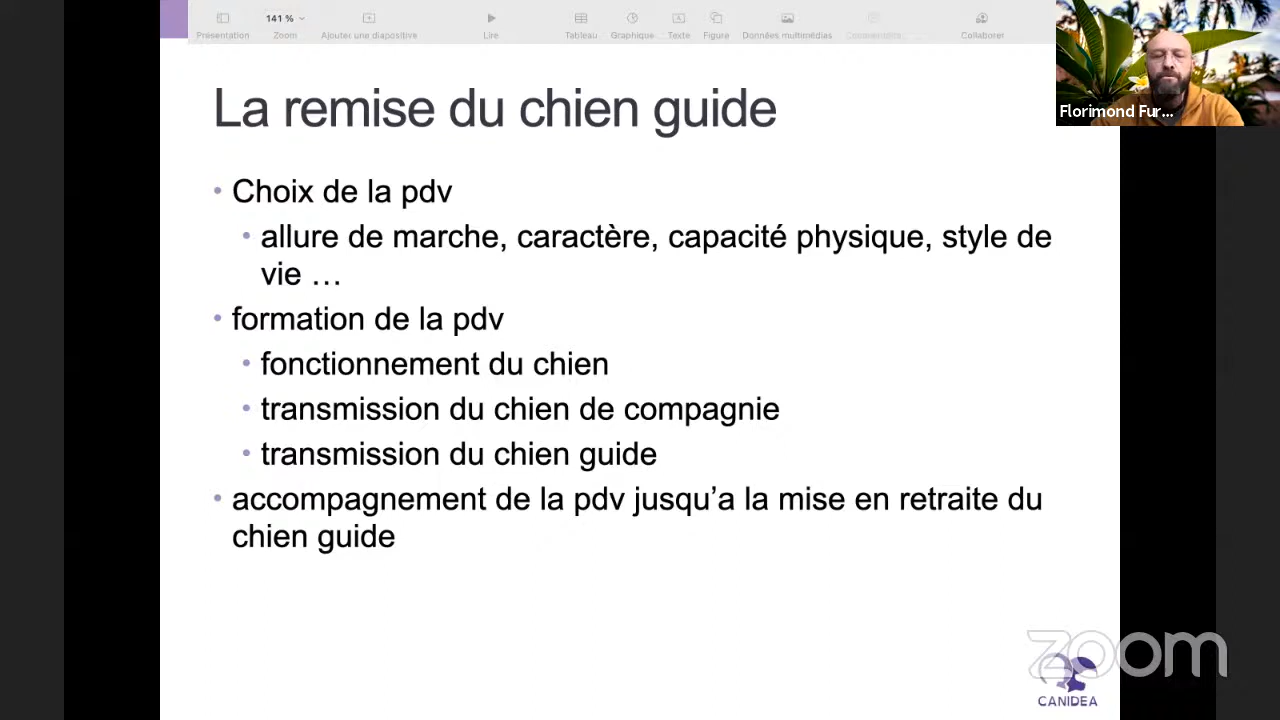 141 %
Présentation
Zoom
Ajouter une diapositive
Lire
Tableau
Graphique
Texte
Figure
Données multimédias
Collaborer
Florimond Fur...
La remise du chien guide
• Choix de la pdv
• allure de marche, caractère, capacité physique, style de
vie …
• formation de la pdv
• fonctionnement du chien
• transmission du chien de compagnie
• transmission du chien guide
• accompagnement de la pdv jusqu’a la mise en retraite du
chien guide
zoom
CANIDEA